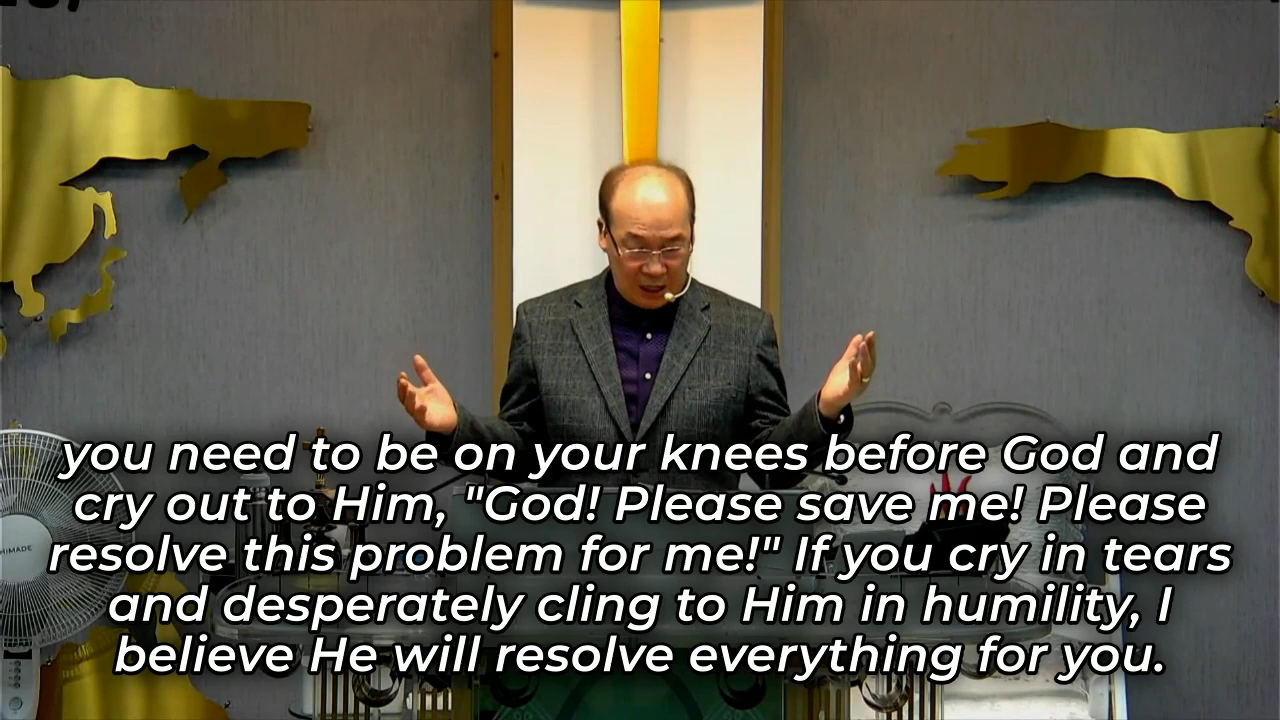 you need to be on your knees before God and
cry out to Him, "God! Please save me! Please
resolve this problem for me!" If you cry in tears
and desperately cling to Him in humility, I
believe He will resolve everything for you.